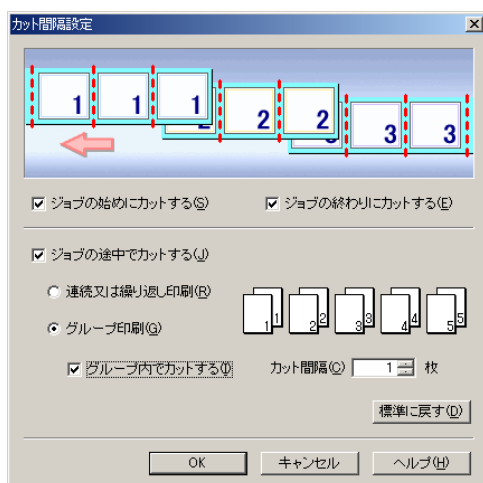 カット間隔設定
1 1 1 2 2 2 3 3 3
ジョブの始めにカットする(S) ジョブの終わりにカットする(E)
ジョブの途中でカットする(J)
連続又は繰り返し印刷(R)
グループ印刷(G)
1 1 2 2 3 3 4 4 5 5
グループ内でカットする(I) カット間隔(C) 1 枚
標準に戻す(D)
OK キャンセル ヘルプ(H)